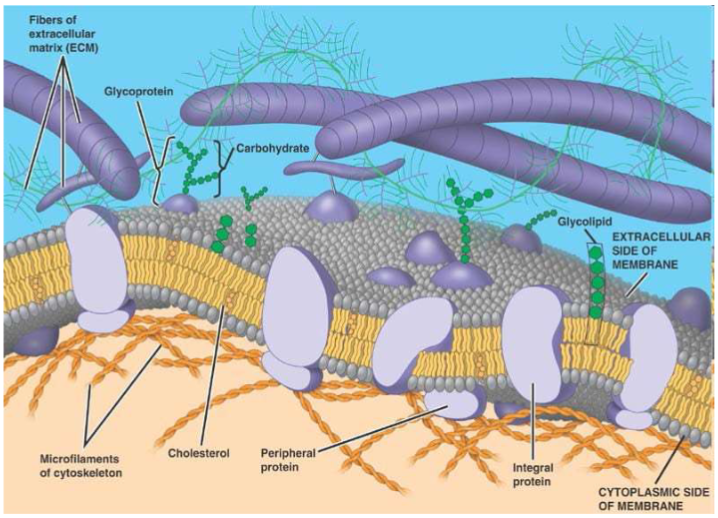 Fibers of
extracellular
matrix (ECM)
Glycoprotein
Carbohydrate
Glycolipid
EXTRACELLULAR
SIDE OF
MEMBRANE
Microfilaments
of cytoskeleton
Cholesterol
Peripheral
protein
Integral
protein
CYTOPLASMIC SIDE
OF MEMBRANE